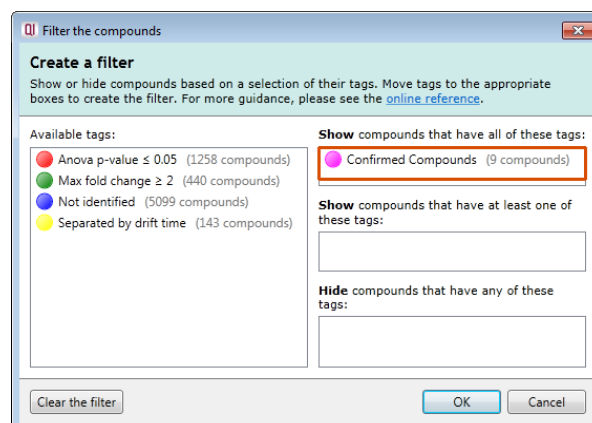 QI Filter the compounds
Create a filter
Show or hide compounds based on a selection of their tags. Move tags to the appropriate
boxes to create the filter. For more guidance, please see the online reference.
Available tags:
Anova p-value ≤ 0.05 (1258 compounds)
Max fold change ≥ 2 (440 compounds)
Not identified (5099 compounds)
Separated by drift time (143 compounds)
Show compounds that have all of these tags:
Confirmed Compounds (9 compounds)
Show compounds that have at least one of
these tags:
Hide compounds that have any of these
tags:
Clear the filter
OK
Cancel